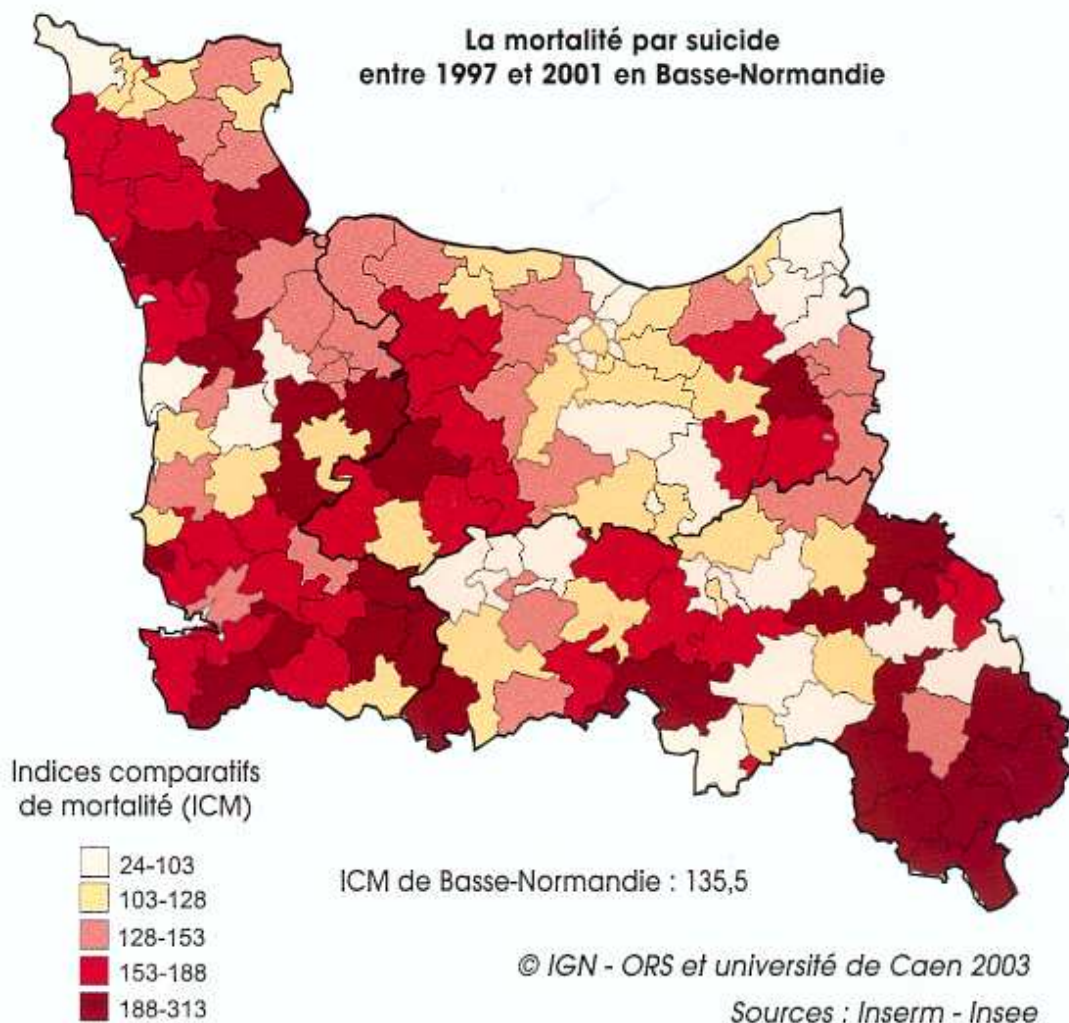 La mortalité par suicide
entre 1997 et 2001 en Basse-Normandie
Indices comparatifs
de mortalité (ICM)
24-103
103-128
128-153
153-188
188-313
ICM de Basse-Normandie : 135,5
© IGN - ORS et université de Caen 2003
Sources : Inserm - Insee